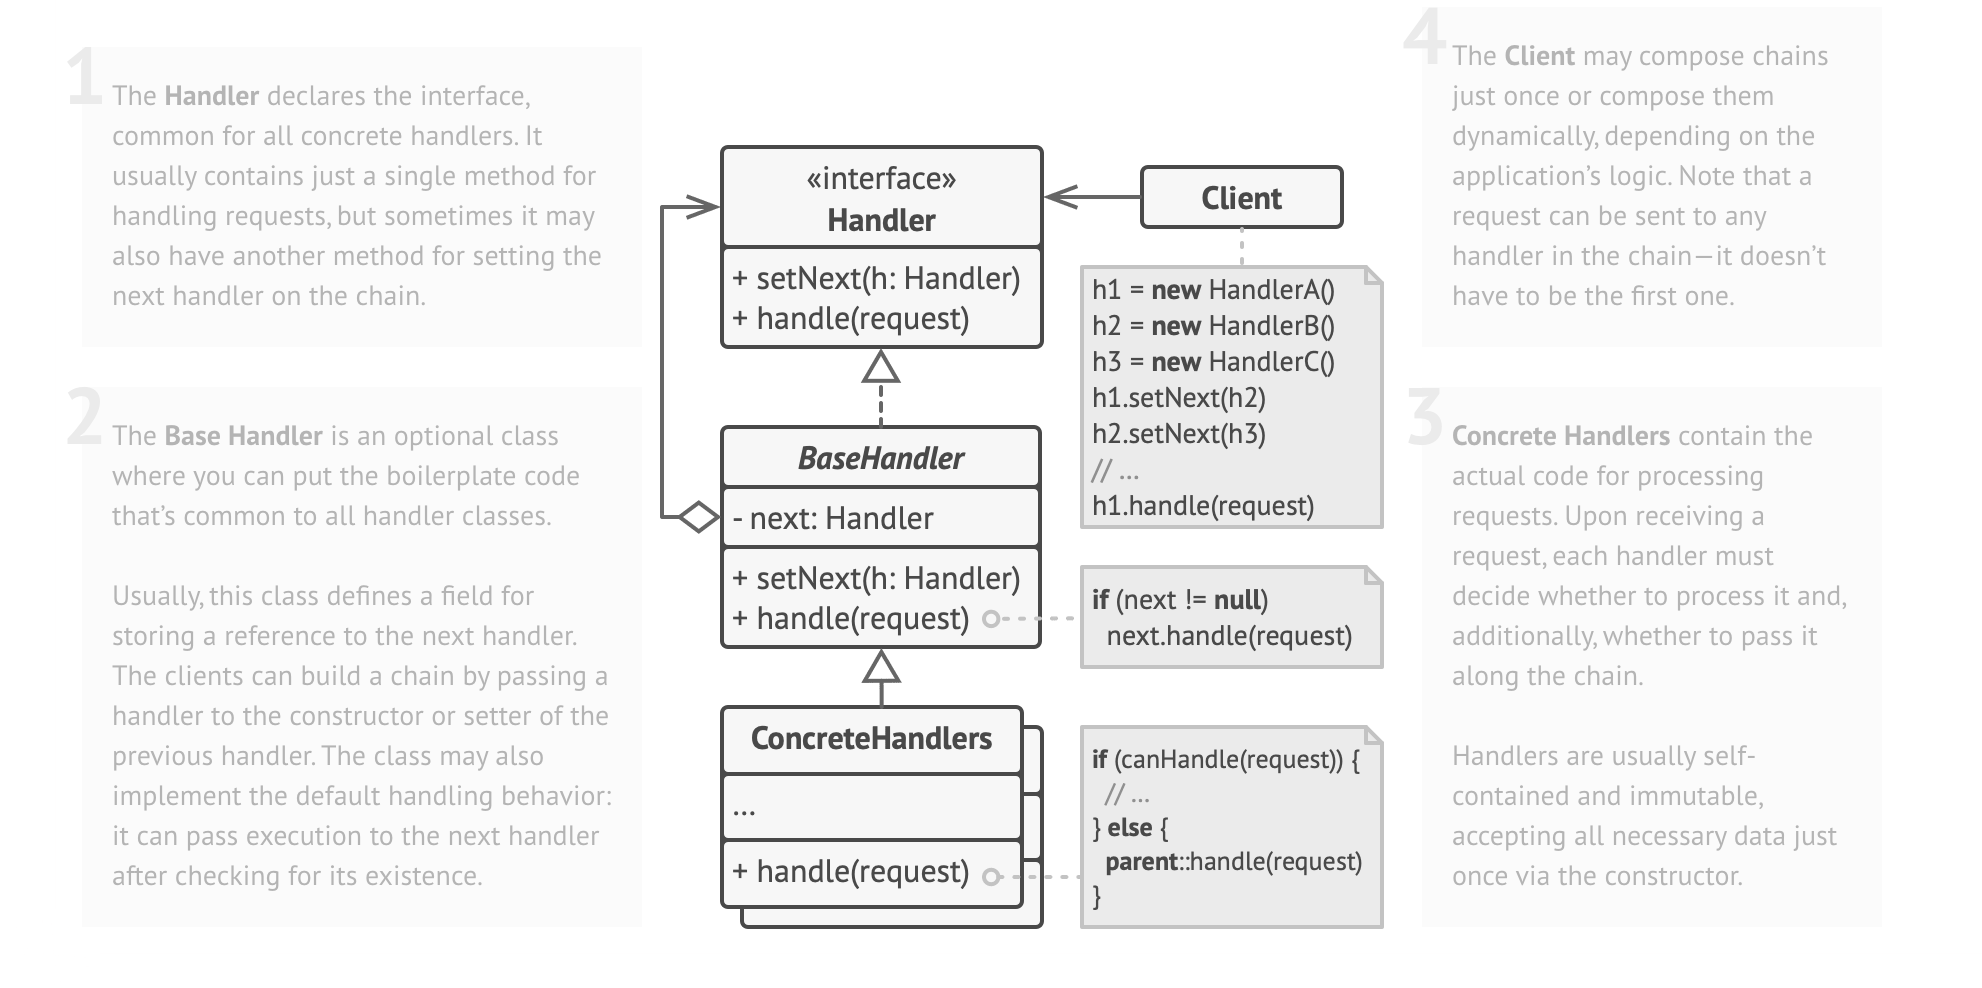 1
The Handler declares the interface,
common for all concrete handlers. It
usually contains just a single method for
handling requests, but sometimes it may
also have another method for setting the
next handler on the chain.
2
The Base Handler is an optional class
where you can put the boilerplate code
that's common to all handler classes.
Usually, this class defines a field for
storing a reference to the next handler.
The clients can build a chain by passing a
handler to the constructor or setter of the
previous handler. The class may also
implement the default handling behavior:
it can pass execution to the next handler
after checking for its existence.
«interface»
Handler
+ setNext(h: Handler)
+ handle(request)
BaseHandler
- next: Handler
+ setNext(h: Handler)
+ handle(request)
ConcreteHandlers
...
+ handle(request)
Client
h1 = new HandlerA()
h2 = new HandlerB()
h3 = new HandlerC()
h1.setNext(h2)
h2.setNext(h3)
// ...
h1.handle(request)
if (next != null)
next.handle(request)
if (canHandle(request)) {
// ...
} else {
parent::handle(request)
}
4
The Client may compose chains
just once or compose them
dynamically, depending on the
application's logic. Note that a
request can be sent to any
handler in the chain—it doesn't
have to be the first one.
3
Concrete Handlers contain the
actual code for processing
requests. Upon receiving a
request, each handler must
decide whether to process it and,
additionally, whether to pass it
along the chain.
Handlers are usually self-
contained and immutable,
accepting all necessary data just
once via the constructor.